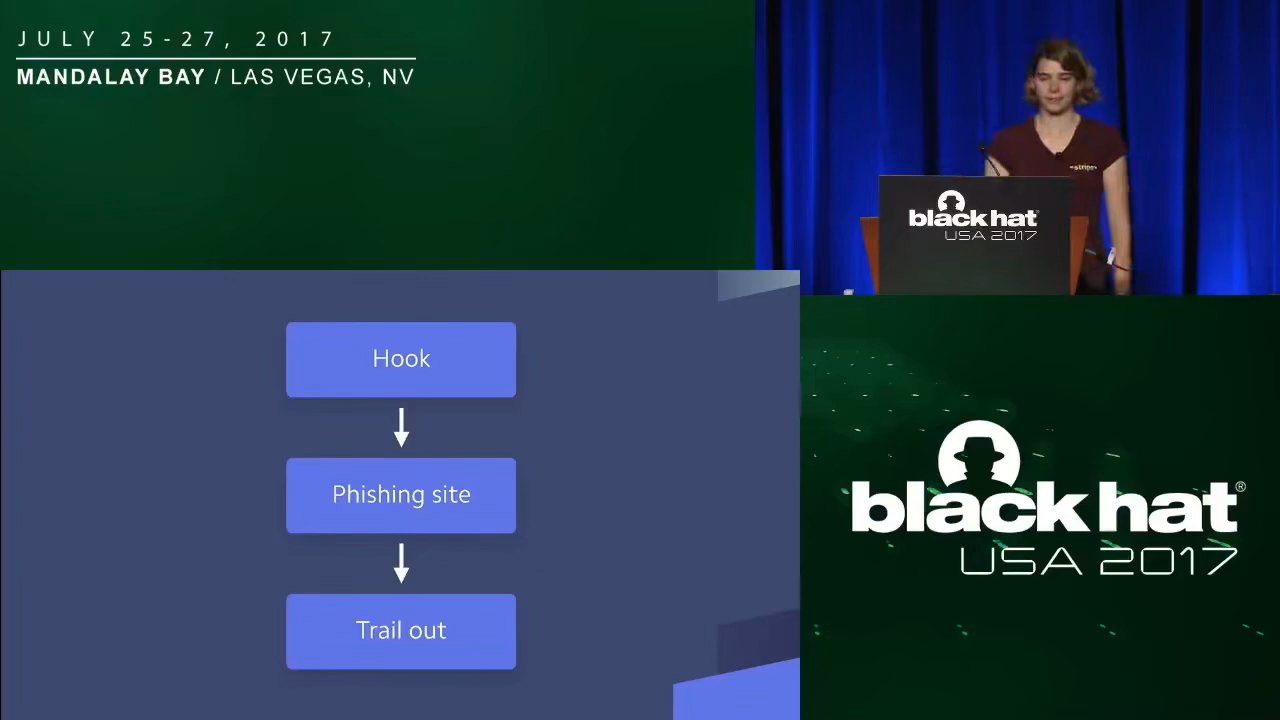 JULY 25-27, 2017
MANDALAY BAY / LAS VEGAS, NV
stripe
black hat
USA 2017
Hook
Phishing site
Trail out
black hat®
USA 2017